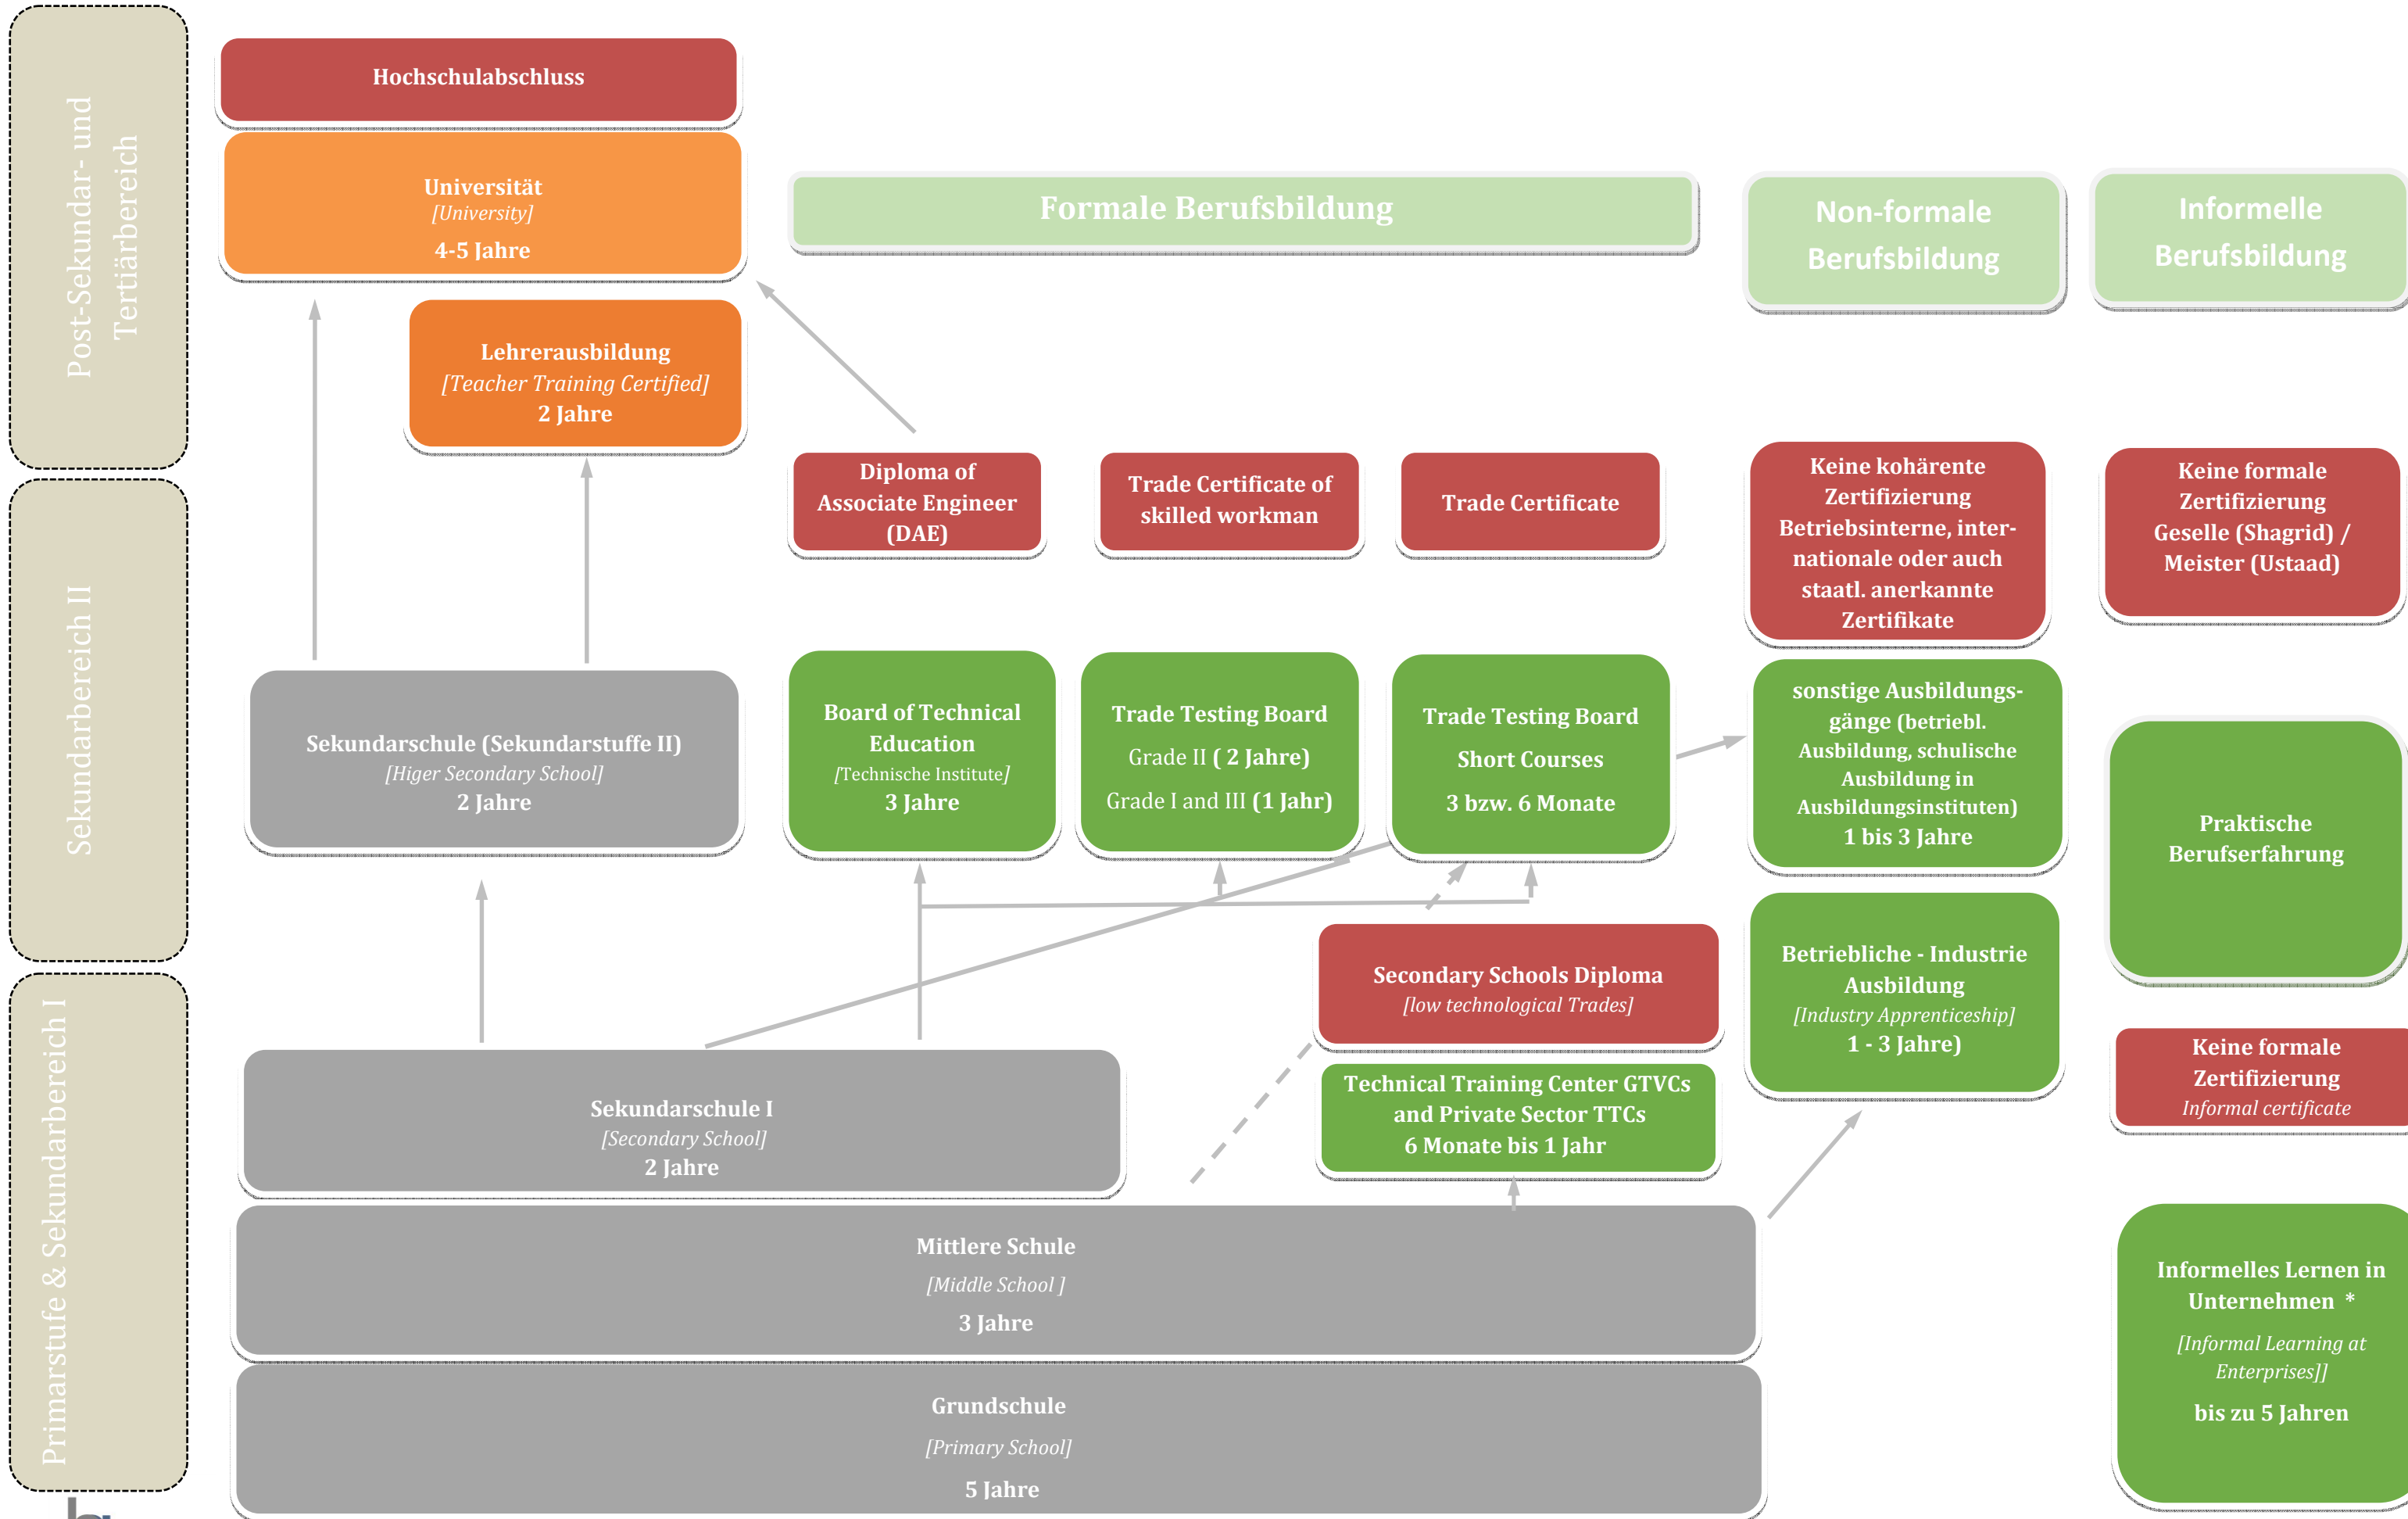 Post-Sekundar- und
Tertiärbereich
Sekundarbereich II
Primarstufe & Sekundarbereich I
Hochschulabschluss
Universität
[University]
4-5 Jahre
Lehrerausbildung
[Teacher Training Certified]
2 Jahre
Formale Berufsbildung
Non-formale
Berufsbildung
Informelle
Berufsbildung
Diploma of
Associate Engineer
(DAE)
Trade Certificate of
skilled workman
Trade Certificate
Keine kohärente
Zertifizierung
Betriebsinterne, inter-
nationale oder auch
staatl. anerkannte
Zertifikate
Keine formale
Zertifizierung
Geselle (Shagrid) /
Meister (Ustaad)
Sekundarschule (Sekundarstuffe II)
[Higer Secondary School]
2 Jahre
Board of Technical
Education
[Technische Institute]
3 Jahre
Trade Testing Board
Grade II ( 2 Jahre)
Grade I and III (1 Jahr)
Trade Testing Board
Short Courses
3 bzw. 6 Monate
sonstige Ausbildungs-
gänge (betriebl.
Ausbildung, schulische
Ausbildung in
Ausbildungsinstituten)
1 bis 3 Jahre
Praktische
Berufserfahrung
Secondary Schools Diploma
[low technological Trades]
Betriebliche - Industrie
Ausbildung
[Industry Apprenticeship]
1 - 3 Jahre)
Keine formale
Zertifizierung
Informal certificate
Sekundarschule I
[Secondary School]
2 Jahre
Technical Training Center GTVCs
and Private Sector TTCs
6 Monate bis 1 Jahr
Mittlere Schule
[Middle School ]
3 Jahre
Informelles Lernen in
Unternehmen *
[Informal Learning at
Enterprises]]
bis zu 5 Jahren
Grundschule
[Primary School]
5 Jahre